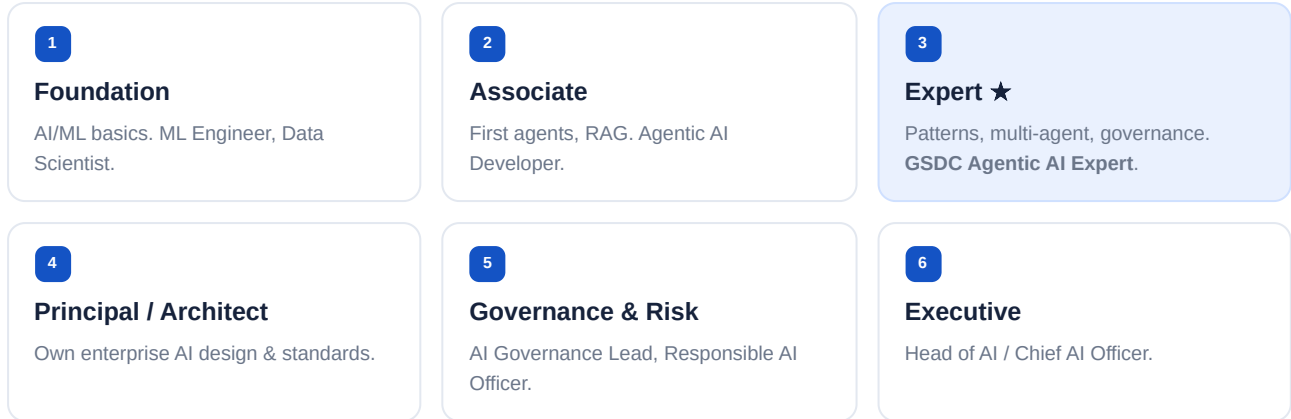 1
Foundation
AI/ML basics. ML Engineer, Data
Scientist.
2
Associate
First agents, RAG. Agentic AI
Developer.
3
Expert ★
Patterns, multi-agent, governance.
GSDC Agentic AI Expert.
4
Principal / Architect
Own enterprise AI design & standards.
5
Governance & Risk
AI Governance Lead, Responsible AI
Officer.
6
Executive
Head of AI / Chief AI Officer.